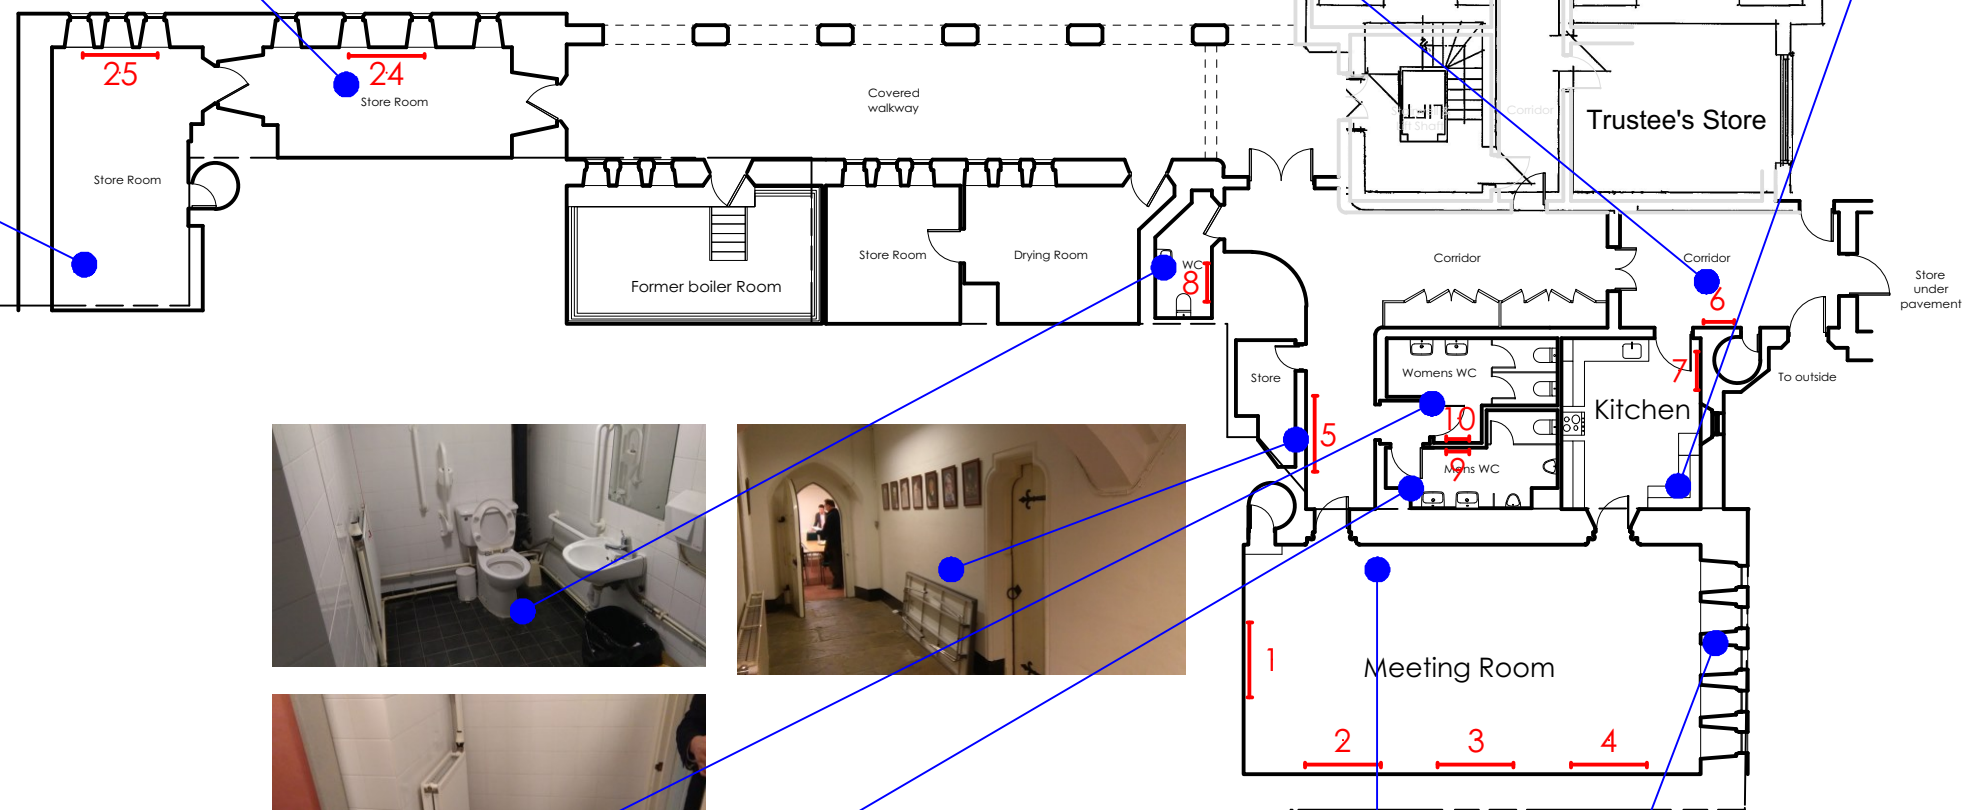 25
24
Store Room
Covered
walkway
Corridor
Trustee's Store
Store Room
Former boiler Room
Store Room
Drying Room
WC
8
Corridor
Corridor
6
Store
under
pavement
Store
5
Womens WC
10
9
Mens WC
7
Kitchen
To outside
1
Meeting Room
2
3
4